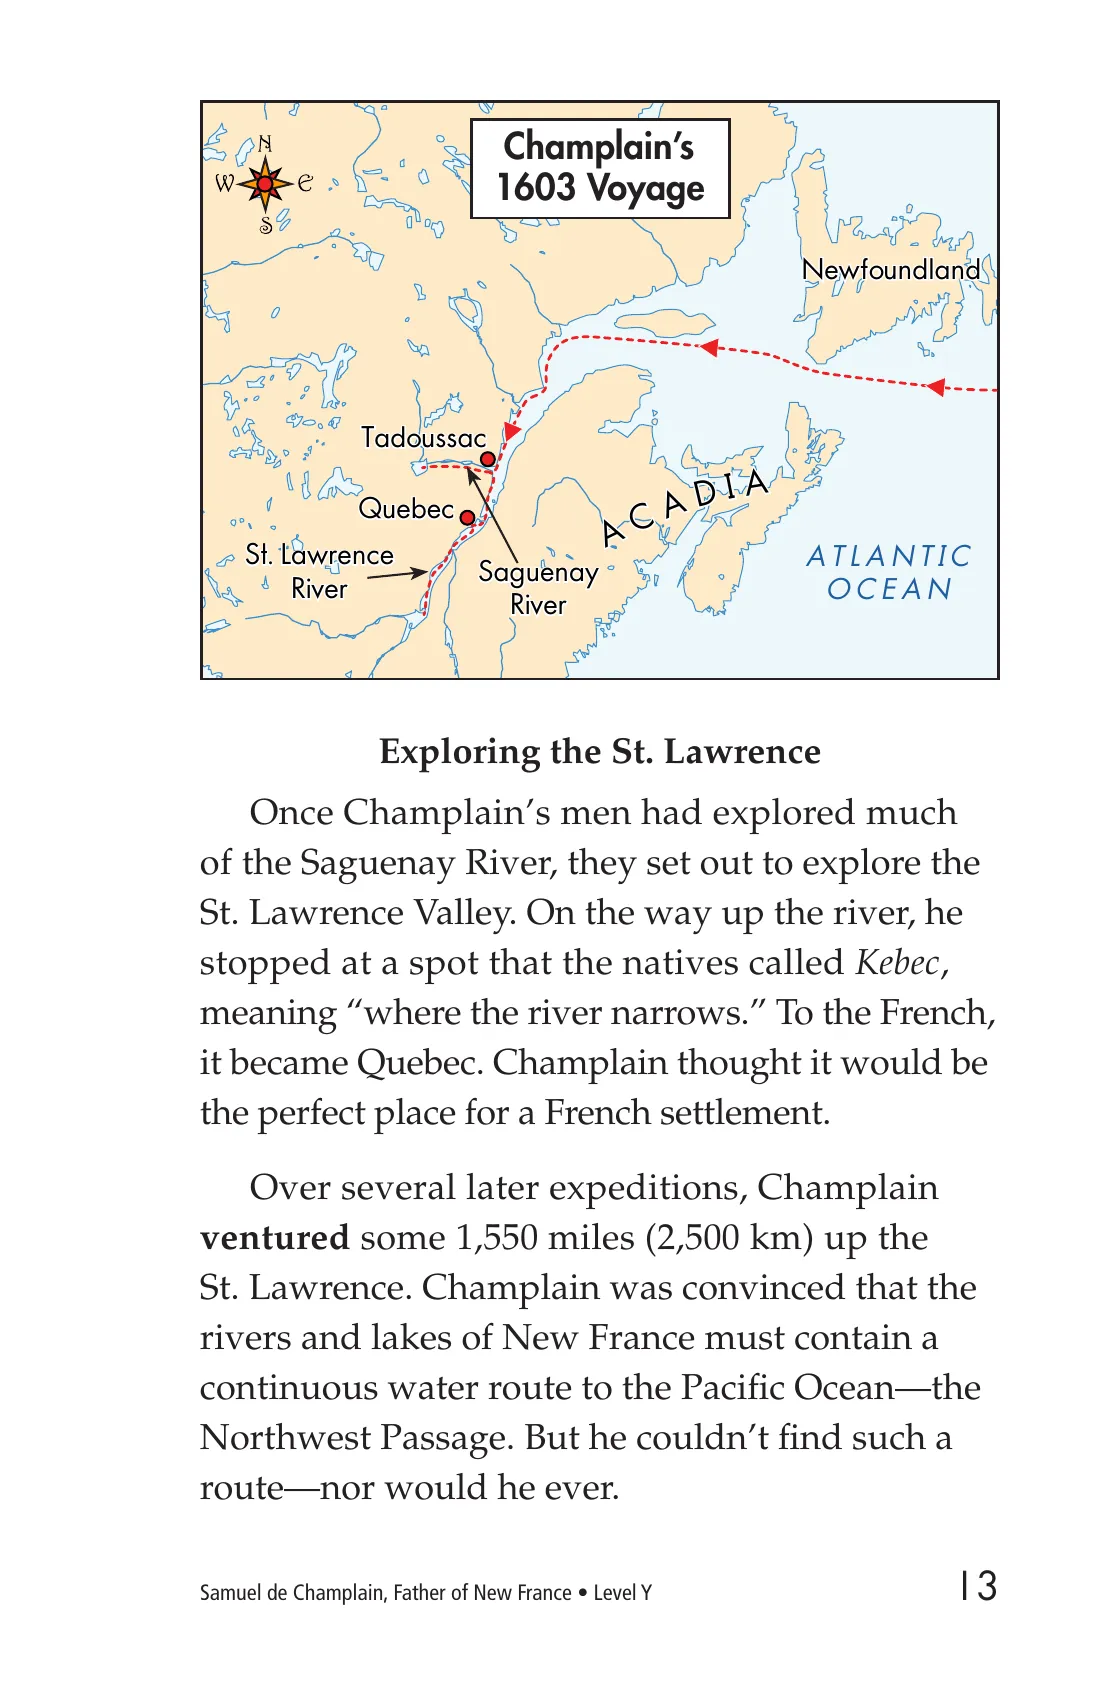 Champlain's
1603 Voyage
N
W E
S
Newfoundland
Tadoussac
Quebec
St. Lawrence
River
Saguenay
River
ACADIA
ATLANTIC
OCEAN
Exploring the St. Lawrence
Once Champlain's men had explored much
of the Saguenay River, they set out to explore the
St. Lawrence Valley. On the way up the river, he
stopped at a spot that the natives called Kebec,
meaning “where the river narrows.” To the French,
it became Quebec. Champlain thought it would be
the perfect place for a French settlement.
Over several later expeditions, Champlain
ventured some 1,550 miles (2,500 km) up the
St. Lawrence. Champlain was convinced that the
rivers and lakes of New France must contain a
continuous water route to the Pacific Ocean—the
Northwest Passage. But he couldn't find such a
route—nor would he ever.
Samuel de Champlain, Father of New France • Level Y
13